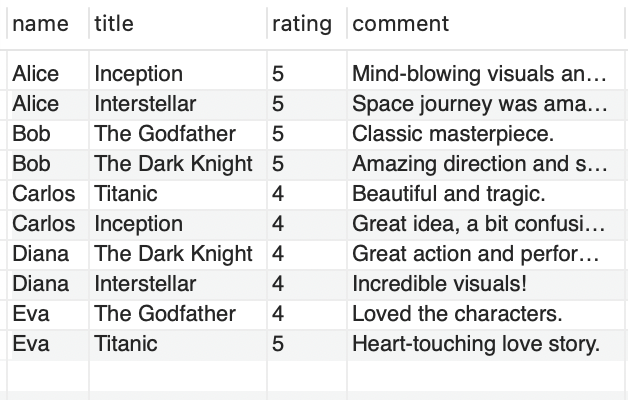 name title rating comment
Alice Inception 5 Mind-blowing visuals an…
Alice Interstellar 5 Space journey was ama…
Bob The Godfather 5 Classic masterpiece.
Bob The Dark Knight 5 Amazing direction and s…
Carlos Titanic 4 Beautiful and tragic.
Carlos Inception 4 Great idea, a bit confusi…
Diana The Dark Knight 4 Great action and perfor…
Diana Interstellar 4 Incredible visuals!
Eva The Godfather 4 Loved the characters.
Eva Titanic 5 Heart-touching love story.